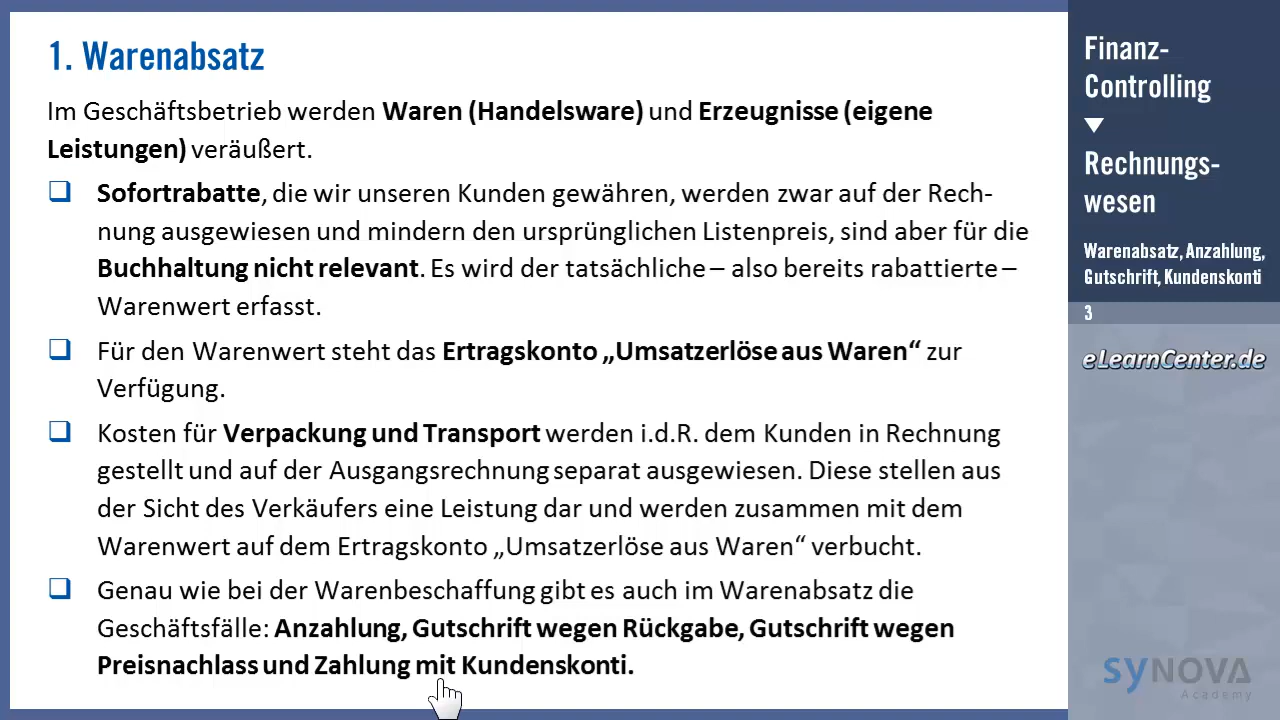 1. Warenabsatz
Im Geschäftsbetrieb werden Waren (Handelsware) und Erzeugnisse (eigene
Leistungen) veräußert.
Sofortrabatte, die wir unseren Kunden gewähren, werden zwar auf der Rech-
nung ausgewiesen und mindern den ursprünglichen Listenpreis, sind aber für die
Buchhaltung nicht relevant. Es wird der tatsächliche – also bereits rabattierte –
Warenwert erfasst.
Für den Warenwert steht das Ertragskonto „Umsatzerlöse aus Waren“ zur
Verfügung.
Kosten für Verpackung und Transport werden i.d.R. dem Kunden in Rechnung
gestellt und auf der Ausgangsrechnung separat ausgewiesen. Diese stellen aus
der Sicht des Verkäufers eine Leistung dar und werden zusammen mit dem
Warenwert auf dem Ertragskonto „Umsatzerlöse aus Waren“ verbucht.
Genau wie bei der Warenbeschaffung gibt es auch im Warenabsatz die
Geschäftsfälle: Anzahlung, Gutschrift wegen Rückgabe, Gutschrift wegen
Preisnachlass und Zahlung mit Kundenskonti.
Finanz-
Controlling
Rechnungs-
wesen
Warenabsatz, Anzahlung,
Gutschrift, Kundenskonti
3
eLearnCenter.de
syNOVA
Academy